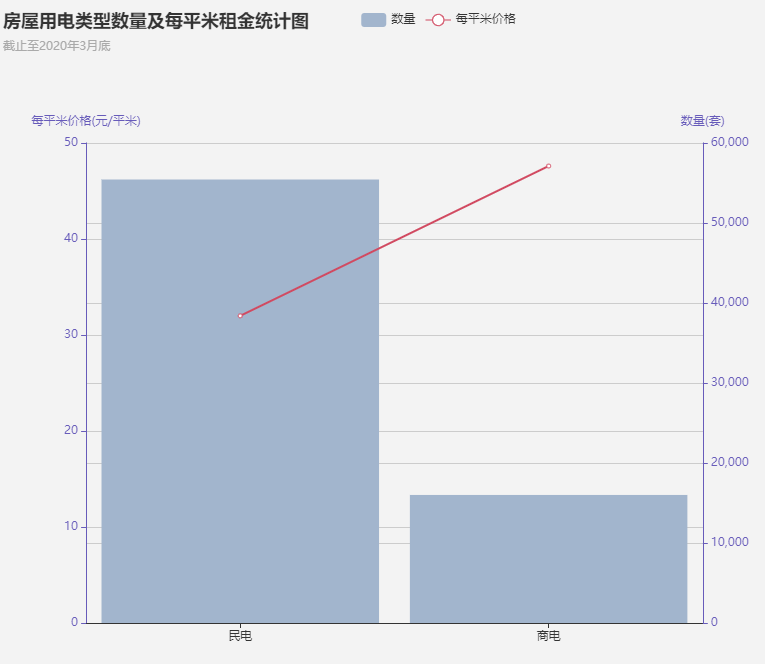 房屋用电类型数量及每平米租金统计图
截止至2020年3月底
数量 每平米价格
每平米价格(元/平米) 数量(套)
50 60,000
50,000
40
40,000
30
30,000
20
20,000
10
10,000
0 0
民电 商电